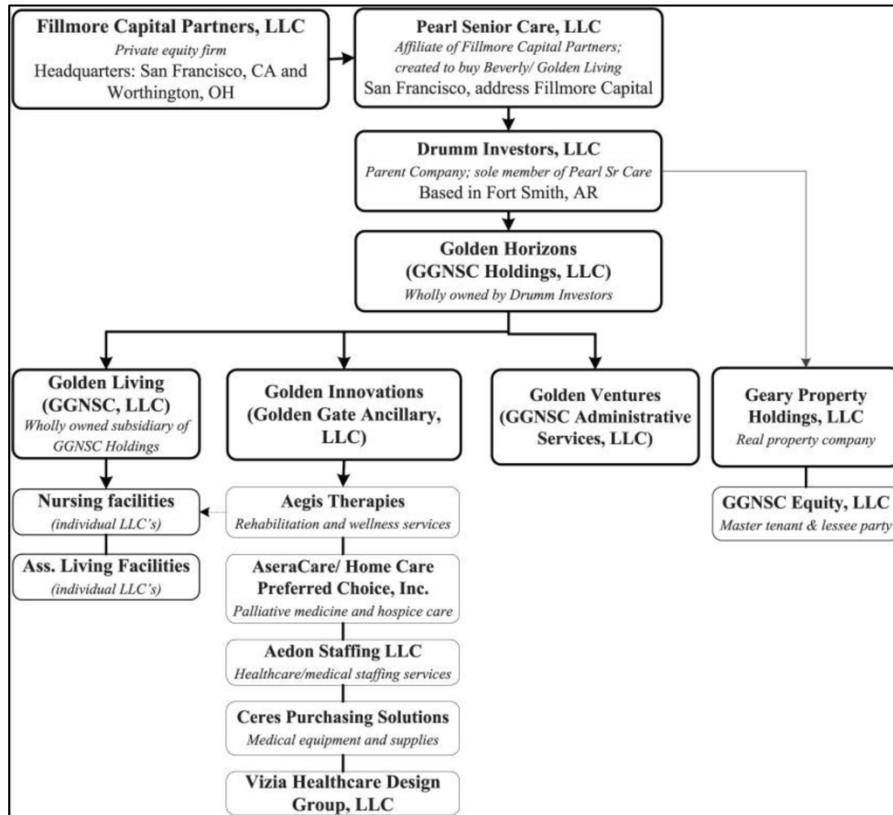 Fillmore Capital Partners, LLC
Private equity firm
Headquarters: San Francisco, CA and
Worthington, OH
Pearl Senior Care, LLC
Affiliate of Fillmore Capital Partners;
created to buy Beverly/ Golden Living
San Francisco, address Fillmore Capital
Drumm Investors, LLC
Parent Company; sole member of Pearl Sr Care
Based in Fort Smith, AR
Golden Horizons
(GGNSC Holdings, LLC)
Wholly owned by Drumm Investors
Golden Living
(GGNSC, LLC)
Wholly owned subsidiary of
GGNSC Holdings
Golden Innovations
(Golden Gate Ancillary,
LLC)
Golden Ventures
(GGNSC Administrative
Services, LLC)
Geary Property
Holdings, LLC
Real property company
Nursing facilities
(individual LLC's)
Ass. Living Facilities
(individual LLC's)
Aegis Therapies
Rehabilitation and wellness services
AseraCare/ Home Care
Preferred Choice, Inc.
Palliative medicine and hospice care
Aedon Staffing LLC
Healthcare/medical staffing services
Ceres Purchasing Solutions
Medical equipment and supplies
Vizia Healthcare Design
Group, LLC
GGNSC Equity, LLC
Master tenant & lessee party